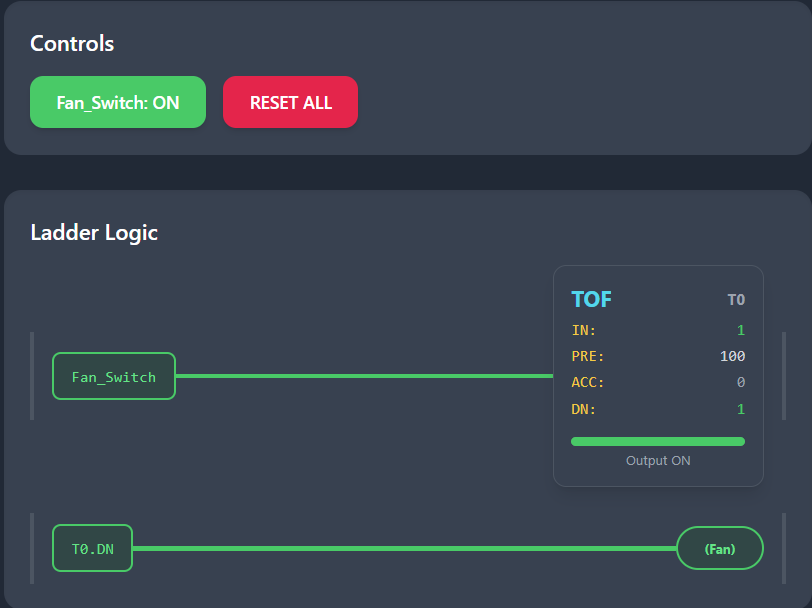 Controls
Fan_Switch: ON RESET ALL
Ladder Logic
TOF T0
IN: 1
PRE: 100
Fan_Switch
ACC: 0
DN: 1
Output ON
T0.DN (Fan)